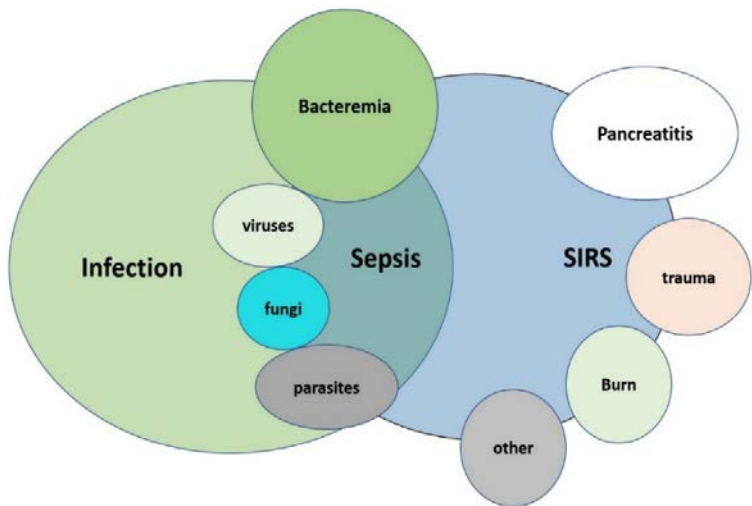 Bacteremia
Pancreatitis
viruses
Infection
Sepsis
SIRS
trauma
fungi
parasites
Burn
other